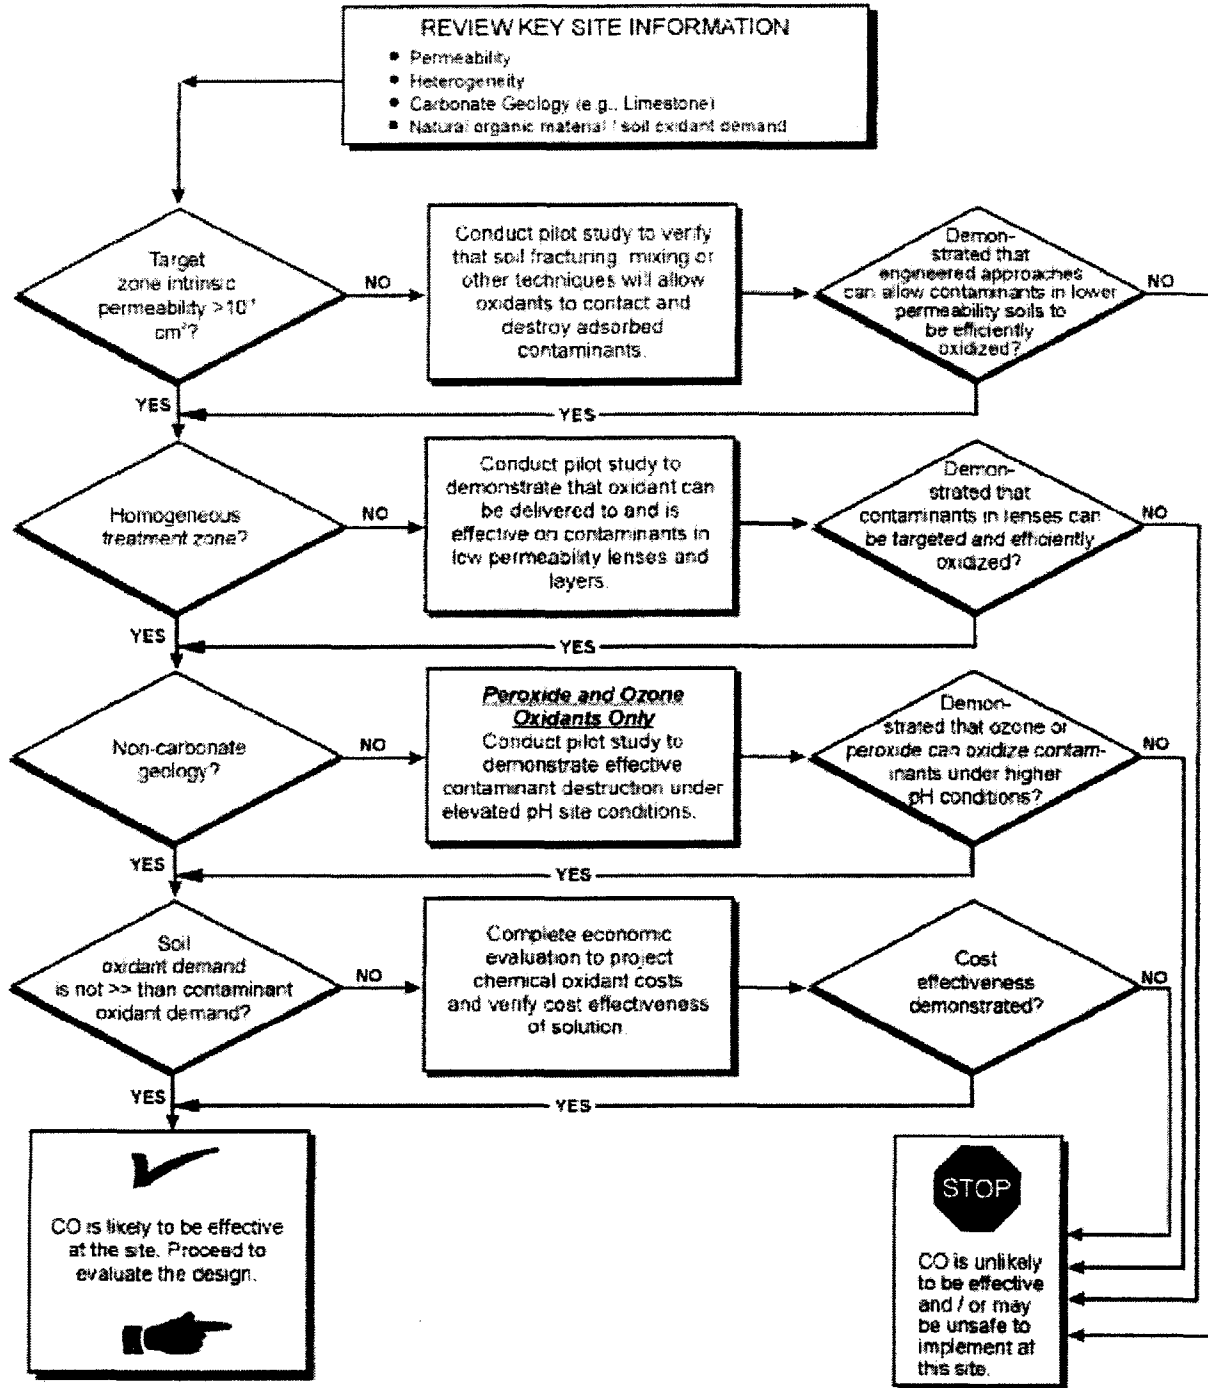 REVIEW KEY SITE INFORMATION
• Permeability
• Heterogeneity
• Carbonate Geology (e.g., Limestone)
• Natural organic material / soil oxidant demand
Target
zone intrinsic
permeability >10
cm²?
NO
Conduct pilot study to verify
that soil fracturing, mixing or
other techniques will allow
oxidants to contact and
destroy adsorbed
contaminants.
Demon-
strated that
engineered approaches
can allow contaminants in lower
permeability soils to
be efficiently
oxidized?
NO
YES
YES
Homogeneous
treatment zone?
NO
Conduct pilot study to
demonstrate that oxidant can
be delivered to and is
effective on contaminants in
low permeability lenses and
layers.
Demon-
strated that
contaminants in lenses can
be targeted and efficiently
oxidized?
NO
YES
YES
Non-carbonate
geology?
NO
Peroxide and Ozone
Oxidants Only
Conduct pilot study to
demonstrate effective
contaminant destruction under
elevated pH site conditions.
Demon-
strated that ozone or
peroxide can oxidize contam-
inants under higher
pH conditions?
NO
YES
YES
Soil
oxidant demand
is not >> than contaminant
oxidant demand?
NO
Complete economic
evaluation to project
chemical oxidant costs
and verify cost effectiveness
of solution.
Cost
effectiveness
demonstrated?
NO
YES
YES
CO is likely to be effective
at the site. Proceed to
evaluate the design.
STOP
CO is unlikely
to be effective
and / or may
be unsafe to
implement at
this site.